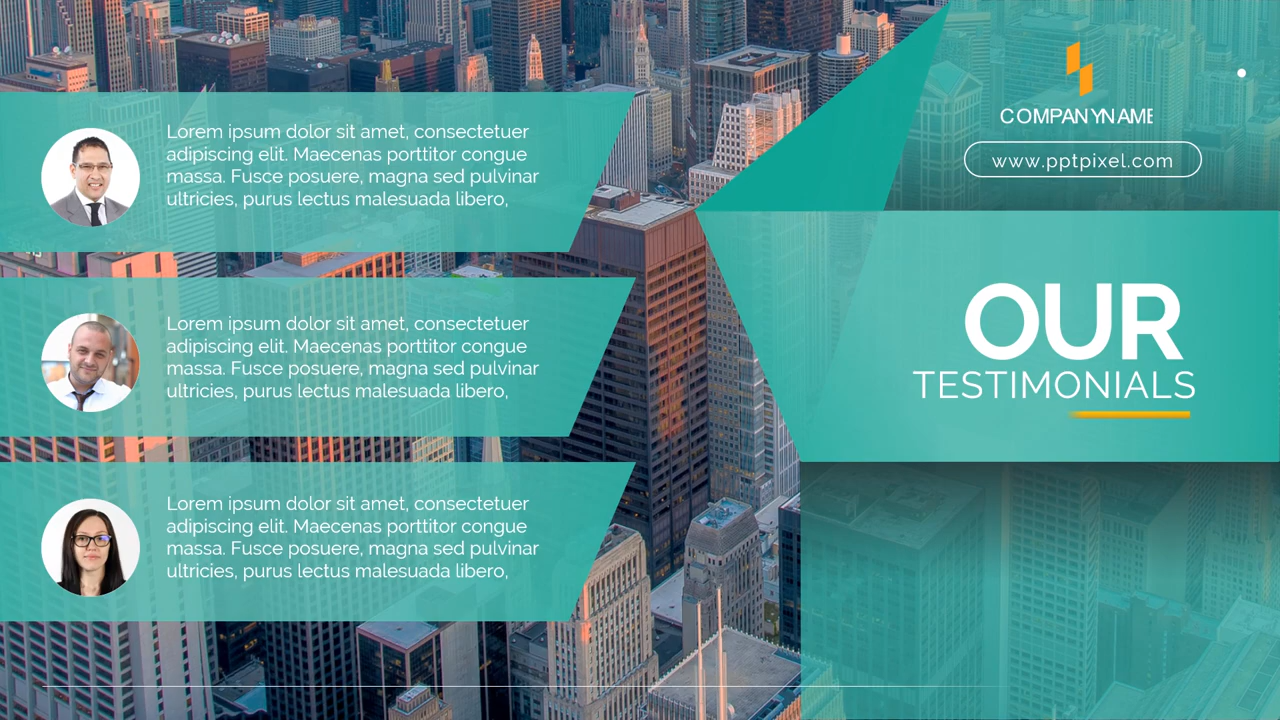 Lorem ipsum dolor sit amet, consectetuer
adipiscing elit. Maecenas porttitor congue
massa. Fusce posuere, magna sed pulvinar
ultricies, purus lectus malesuada libero,
Lorem ipsum dolor sit amet, consectetuer
adipiscing elit. Maecenas porttitor congue
massa. Fusce posuere, magna sed pulvinar
ultricies, purus lectus malesuada libero,
Lorem ipsum dolor sit amet, consectetuer
adipiscing elit. Maecenas porttitor congue
massa. Fusce posuere, magna sed pulvinar
ultricies, purus lectus malesuada libero,
COMPANYNAME
www.pptpixel.com
OUR
TESTIMONIALS